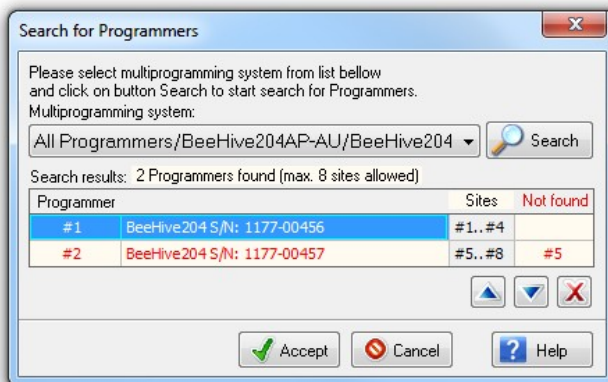 Search for Programmers
Please select multiprogramming system from list bellow
and click on button Search to start search for Programmers.
Multiprogramming system:
All Programmers/BeeHive204AP-AU/BeeHive204
Search
Search results: 2 Programmers found (max. 8 sites allowed)
Programmer Sites Not found
#1 BeeHive204 S/N: 1177-00456 #1..#4
#2 BeeHive204 S/N: 1177-00457 #5..#8 #5
Accept Cancel ? Help